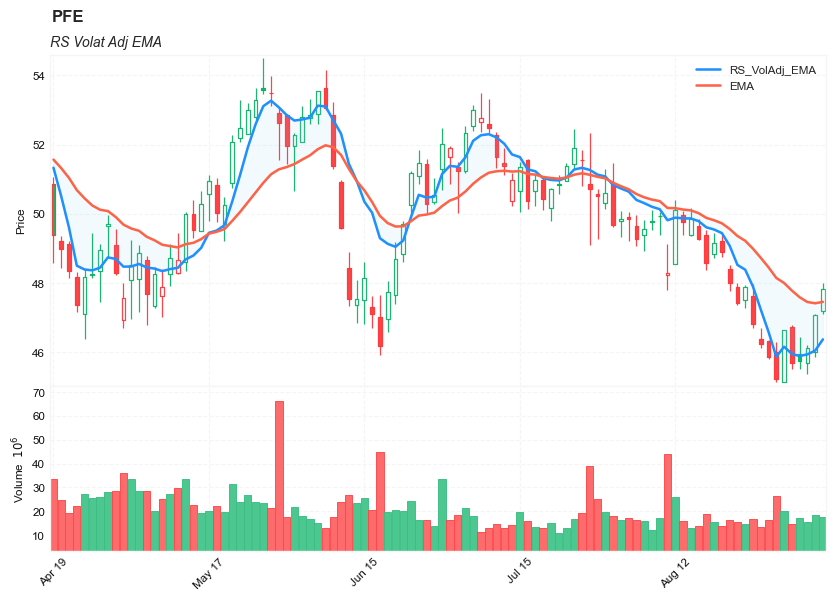 PFE
RS Volat Adj EMA
RS_VolAdj_EMA
EMA
54
52
50
48
46
Price
70
60
50
40
30
20
10
Volume 10^6
Apr 19
May 17
Jun 15
Jul 15
Aug 12